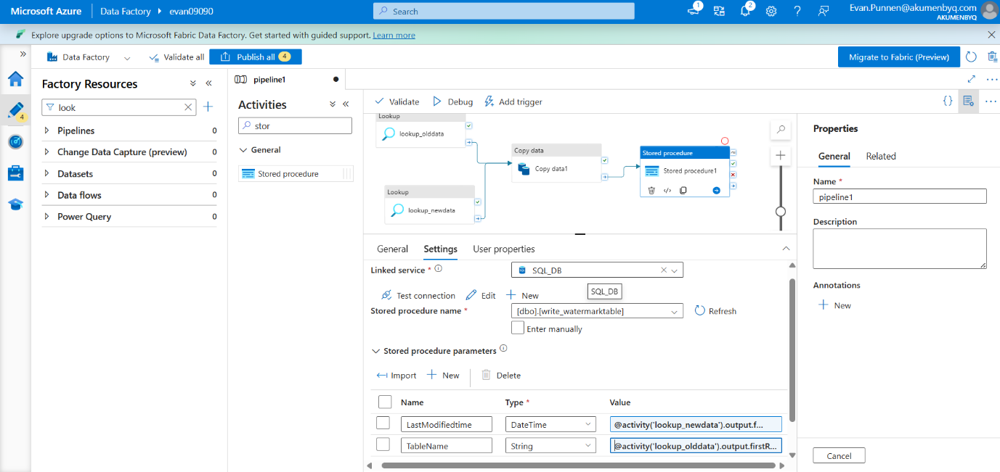 Microsoft Azure
Data Factory
evan09090
Search
1
2
Evan.Punnen@akumenbyq.com
AKUMENBYQ
Explore upgrade options to Microsoft Fabric Data Factory. Get started with guided support. Learn more
Data Factory
Validate all
Publish all 4
Migrate to Fabric (Preview)
4
Factory Resources
look
Pipelines 0
Change Data Capture (preview) 0
Datasets 0
Data flows 0
Power Query 0
pipeline1
Activities
stor
General
Stored procedure
Validate
Debug
Add trigger
Lookup
lookup_olddata
Copy data
Copy data1
Stored procedure
Stored procedure1
Lookup
lookup_newdata
General
Settings
User properties
Linked service *
SQL_DB
Test connection
Edit
New
SQL_DB
Stored procedure name *
[dbo].[write_watermarktable]
Refresh
Enter manually
Stored procedure parameters
Import
New
Delete
Name Type * Value
LastModifiedtime DateTime @activity('lookup_newdata').output.f...
TableName String @activity('lookup_olddata').output.firstR...
Properties
General
Related
Name *
pipeline1
Description
Annotations
New
Cancel